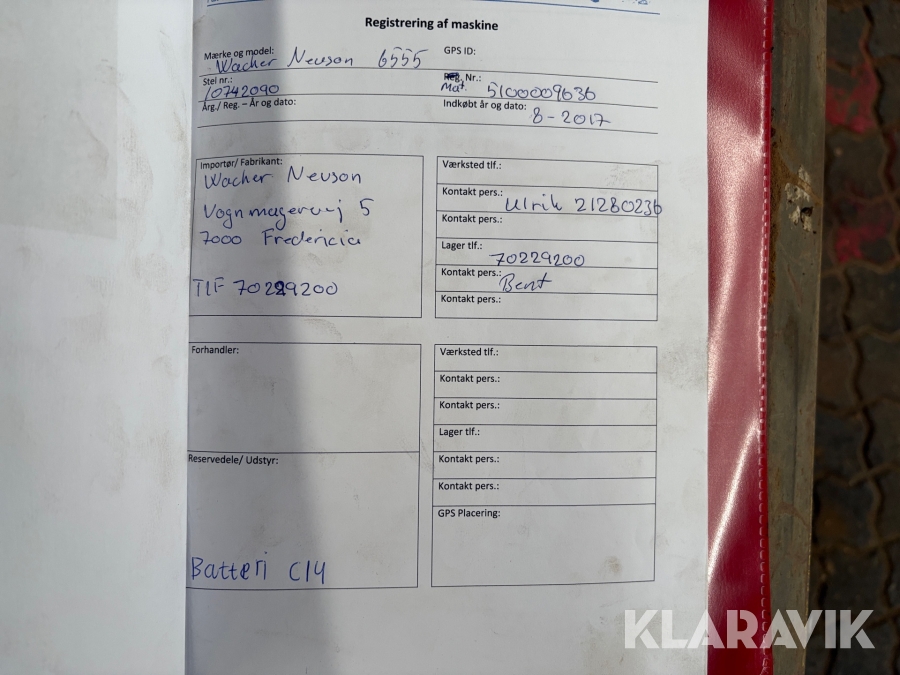 Registrering af maskine
Mærke og model: Wacher Neuson 6555
GPS ID:
Stel nr.: 10742090
Reg. Nr.: Mat. 5100009636
Årg./ Reg. – År og dato:
Indkøbt år og dato: 8-2017
Importør/ Fabrikant:
Wacher Neuson
Vognmagervej 5
7000 Fredericia
Tlf 70229200
Værksted tlf.:
Kontakt pers.: Ulrik 21280236
Kontakt pers.:
Lager tlf.: 70229200
Kontakt pers.: Bent
Kontakt pers.:
Forhandler:
Reservedele/ Udstyr:
Batteri C14
Værksted tlf.:
Kontakt pers.:
Kontakt pers.:
Lager tlf.:
Kontakt pers.:
Kontakt pers.:
GPS Placering:
KLARAVIK